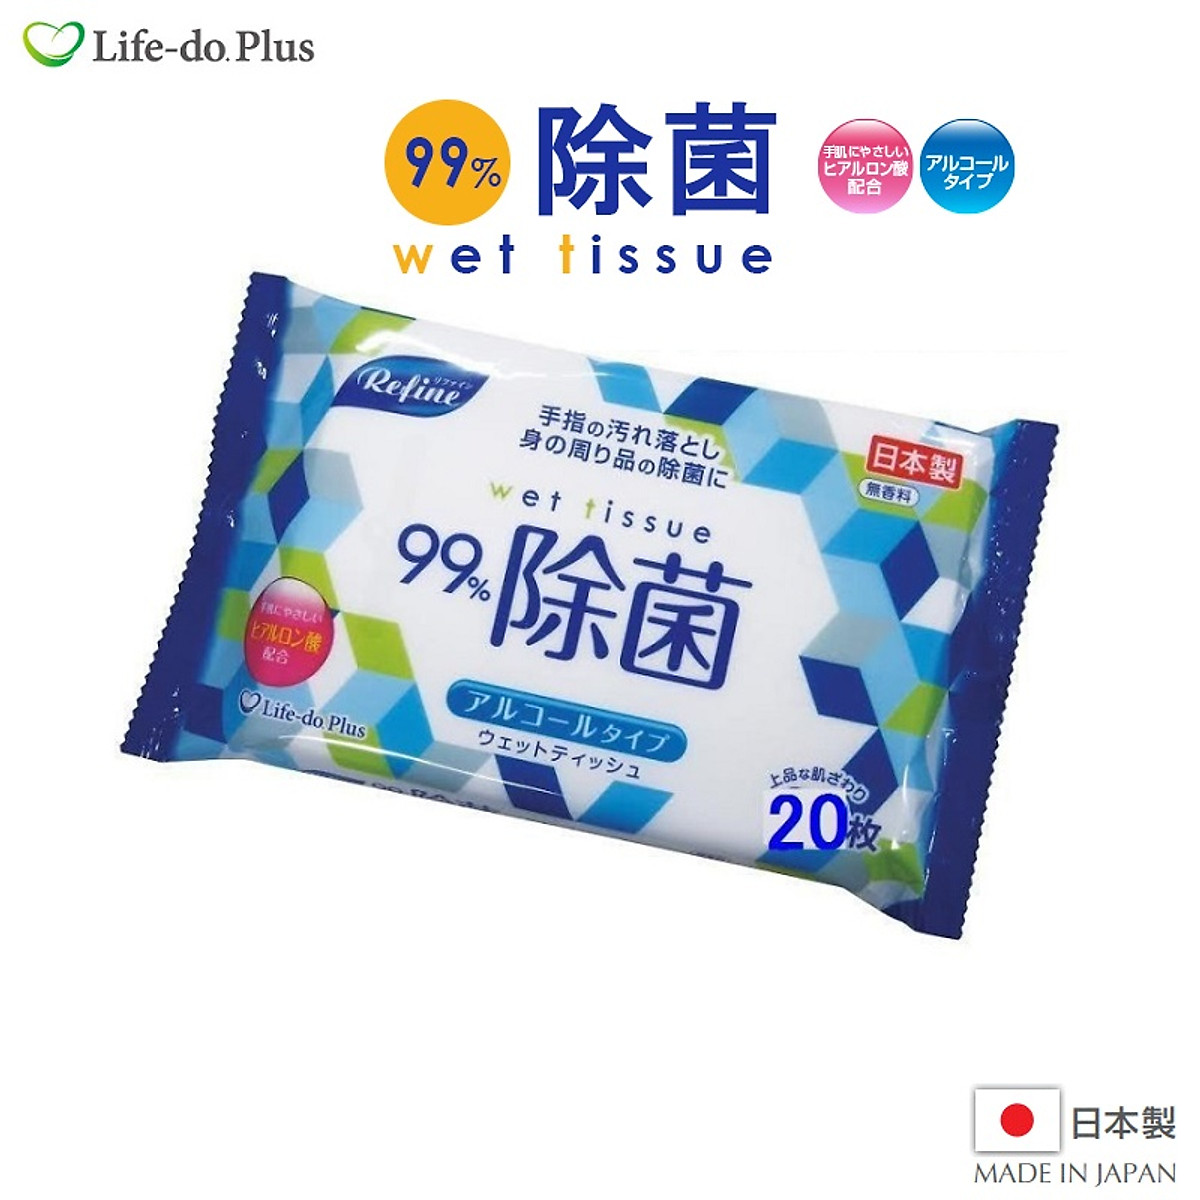 Life-do.Plus
99% 除菌
wet tissue
手肌にやさしい
ヒアルロン酸
配合
アルコール
タイプ
Refine
リファイン
手指の汚れ落とし
身の周り品の除菌に
日本製
無香料
wet tissue
99% 除菌
手肌にやさしい
ヒアルロン酸
配合
Life-do.Plus
アルコールタイプ
ウェットティッシュ
上品な肌ざわり
20枚
日本製
MADE IN JAPAN